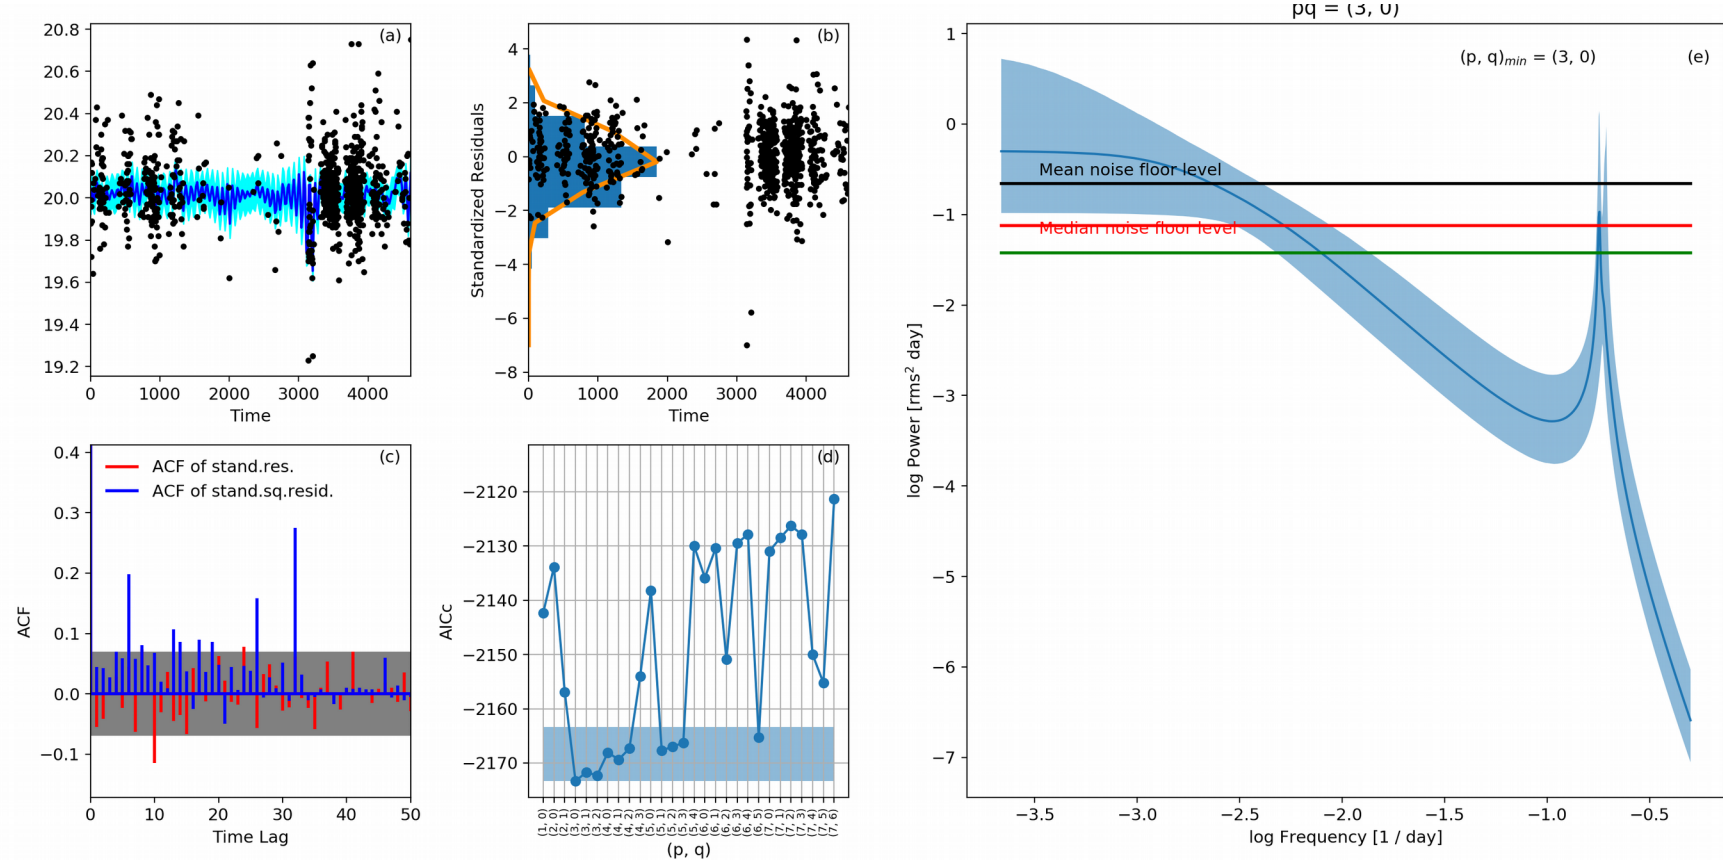 pq = (3, 0)
(a)
20.8
20.6
20.4
20.2
20.0
19.8
19.6
19.4
19.2
0 1000 2000 3000 4000
Time
(b)
Standardized Residuals
4
2
0
−2
−4
−6
−8
0 1000 2000 3000 4000
Time
(c)
ACF of stand.res.
ACF of stand.sq.resid.
ACF
0.4
0.3
0.2
0.1
0.0
−0.1
0 10 20 30 40 50
Time Lag
(d)
AICc
−2120
−2130
−2140
−2150
−2160
−2170
(1, 0) (2, 0) (2, 1) (3, 0) (3, 1) (3, 2) (4, 0) (4, 1) (4, 2) (4, 3) (5, 0) (5, 1) (5, 2) (5, 3) (5, 4) (6, 0) (6, 1) (6, 2) (6, 3) (6, 4) (6, 5) (7, 0) (7, 1) (7, 2) (7, 3) (7, 4) (7, 5) (7, 6)
(p, q)
(p, q)min = (3, 0)
(e)
Mean noise floor level
Median noise floor level
log Power [rms² day]
1
0
−1
−2
−3
−4
−5
−6
−7
−3.5 −3.0 −2.5 −2.0 −1.5 −1.0 −0.5
log Frequency [1 / day]